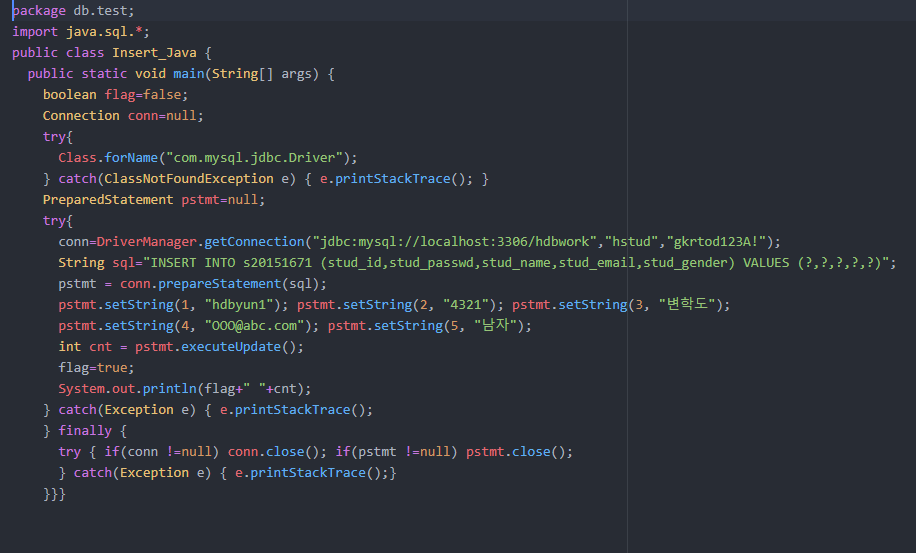 package db.test;
import java.sql.*;
public class Insert_Java {
public static void main(String[] args) {
boolean flag=false;
Connection conn=null;
try{
Class.forName("com.mysql.jdbc.Driver");
} catch(ClassNotFoundException e) { e.printStackTrace(); }
PreparedStatement pstmt=null;
try{
conn=DriverManager.getConnection("jdbc:mysql://localhost:3306/hdbwork","hstud","gkrtod123A!");
String sql="INSERT INTO s20151671 (stud_id,stud_passwd,stud_name,stud_email,stud_gender) VALUES (?,?,?,?,?)";
pstmt = conn.prepareStatement(sql);
pstmt.setString(1, "hdbyun1"); pstmt.setString(2, "4321"); pstmt.setString(3, "변학도");
pstmt.setString(4, "OOO@abc.com"); pstmt.setString(5, "남자");
int cnt = pstmt.executeUpdate();
flag=true;
System.out.println(flag+" "+cnt);
} catch(Exception e) { e.printStackTrace();
} finally {
try { if(conn !=null) conn.close(); if(pstmt !=null) pstmt.close();
} catch(Exception e) { e.printStackTrace();}
}}}